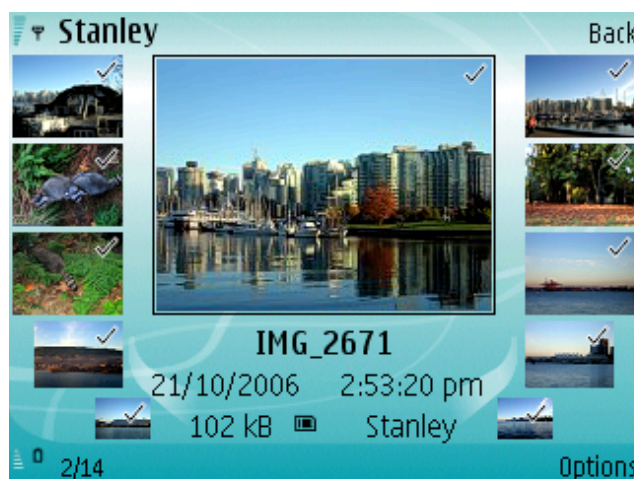 Stanley Back
IMG_2671
21/10/2006 2:53:20 pm
102 kB Stanley
2/14 Options